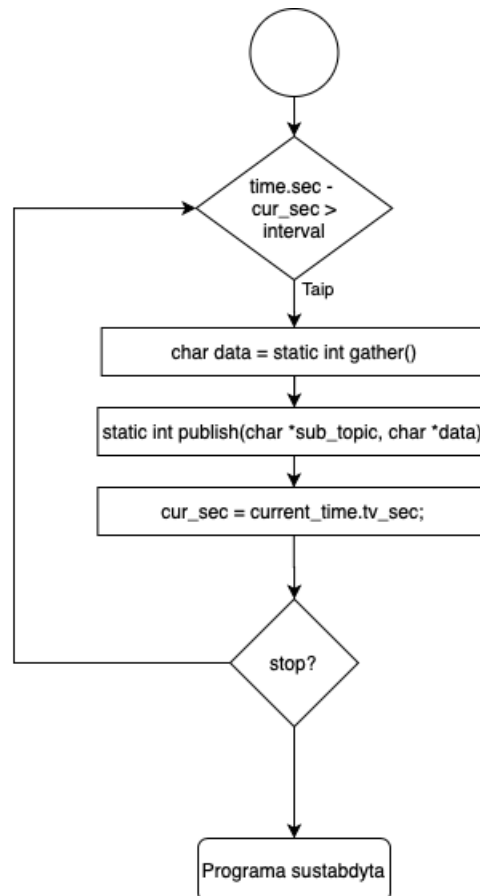 time.sec -
cur_sec >
interval
Taip
char data = static int gather()
static int publish(char *sub_topic, char *data)
cur_sec = current_time.tv_sec;
stop?
Programa sustabdyta